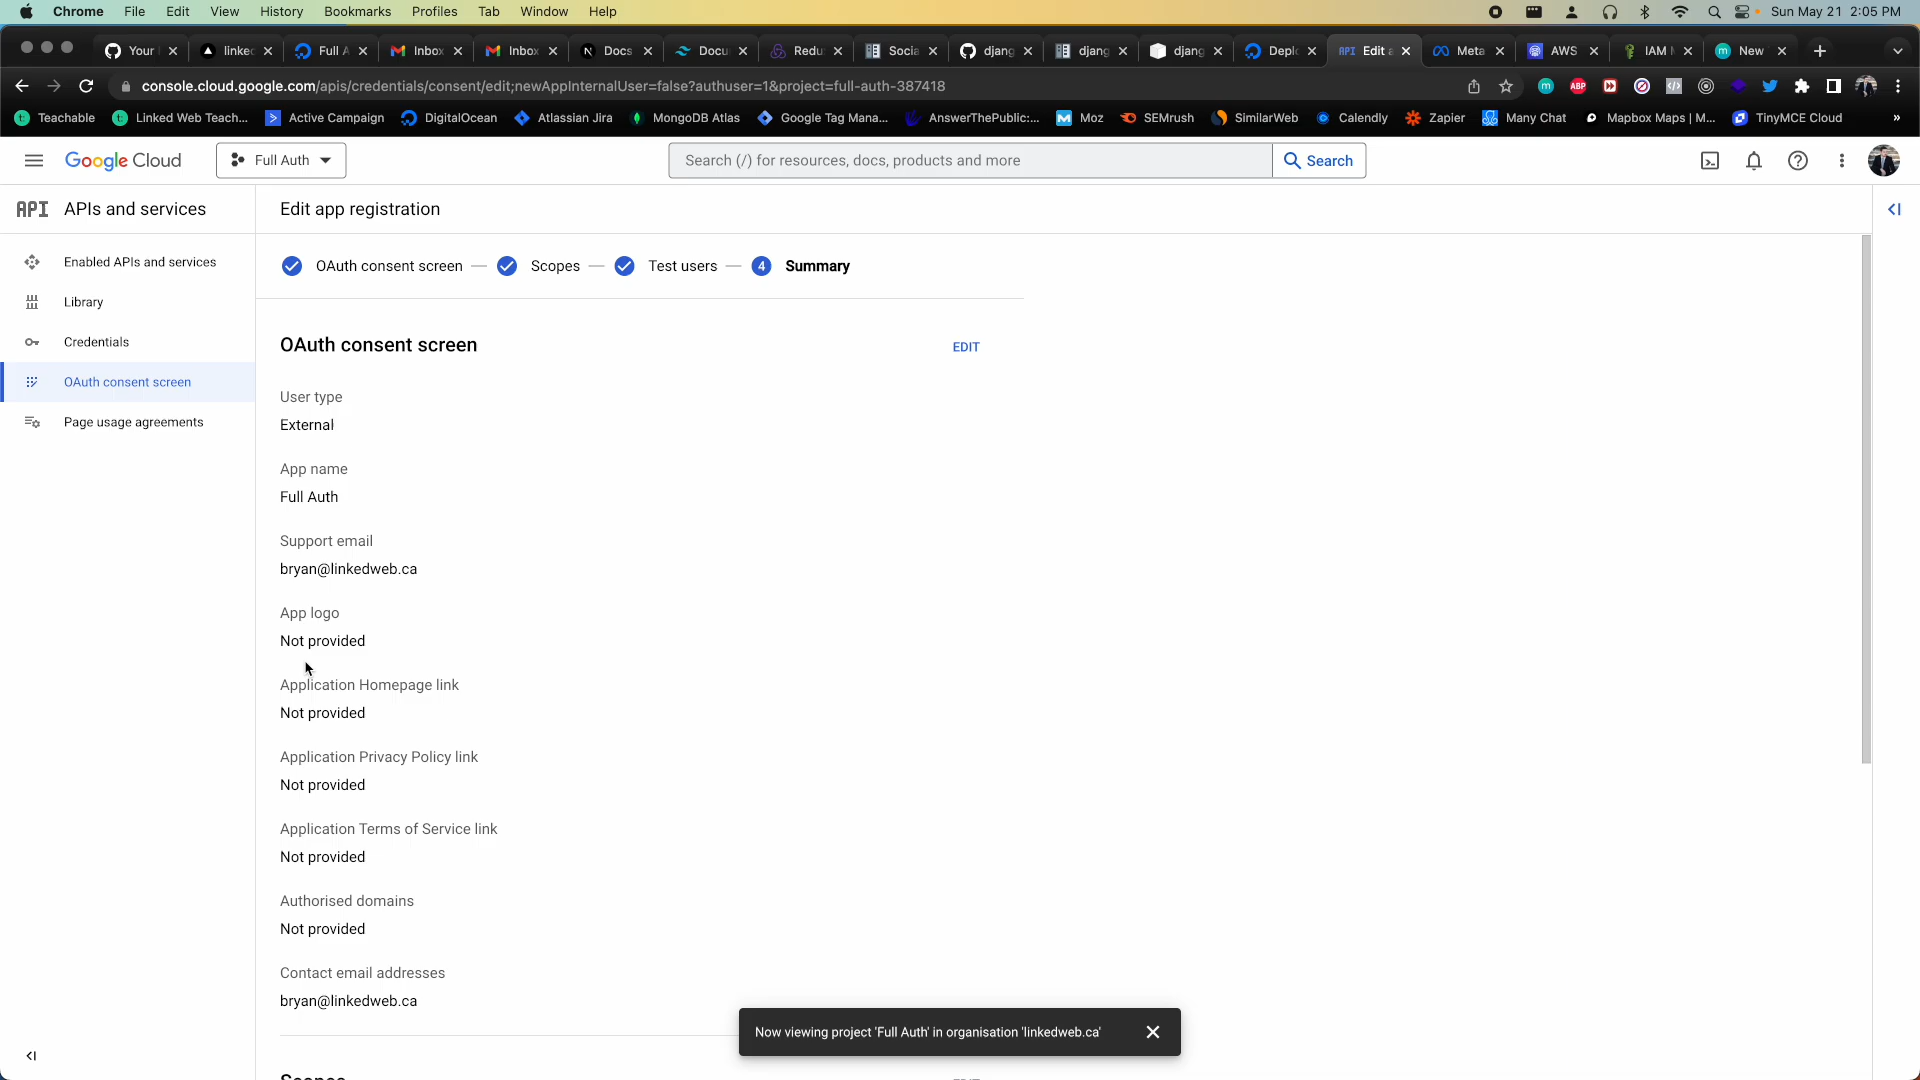 Chrome File Edit View History Bookmarks Profiles Tab Window Help Sun May 21 2:05 PM
Your linked Full A Inbox Inbox Docs Docu Redu Socia djang djang djang Deplo API Edit a Meta AWS IAM New
console.cloud.google.com/apis/credentials/consent/edit;newAppInternalUser=false?authuser=1&project=full-auth-387418
Teachable Linked Web Teach... Active Campaign DigitalOcean Atlassian Jira MongoDB Atlas Google Tag Mana... AnswerThePublic:... Moz SEMrush SimilarWeb Calendly Zapier Many Chat Mapbox Maps | M... TinyMCE Cloud »
Google Cloud Full Auth Search (/) for resources, docs, products and more Search
API APIs and services
Edit app registration
Enabled APIs and services
Library
Credentials
OAuth consent screen
Page usage agreements
OAuth consent screen Scopes Test users 4 Summary
OAuth consent screen EDIT
User type
External
App name
Full Auth
Support email
bryan@linkedweb.ca
App logo
Not provided
Application Homepage link
Not provided
Application Privacy Policy link
Not provided
Application Terms of Service link
Not provided
Authorised domains
Not provided
Contact email addresses
bryan@linkedweb.ca
Now viewing project 'Full Auth' in organisation 'linkedweb.ca'
Scopes